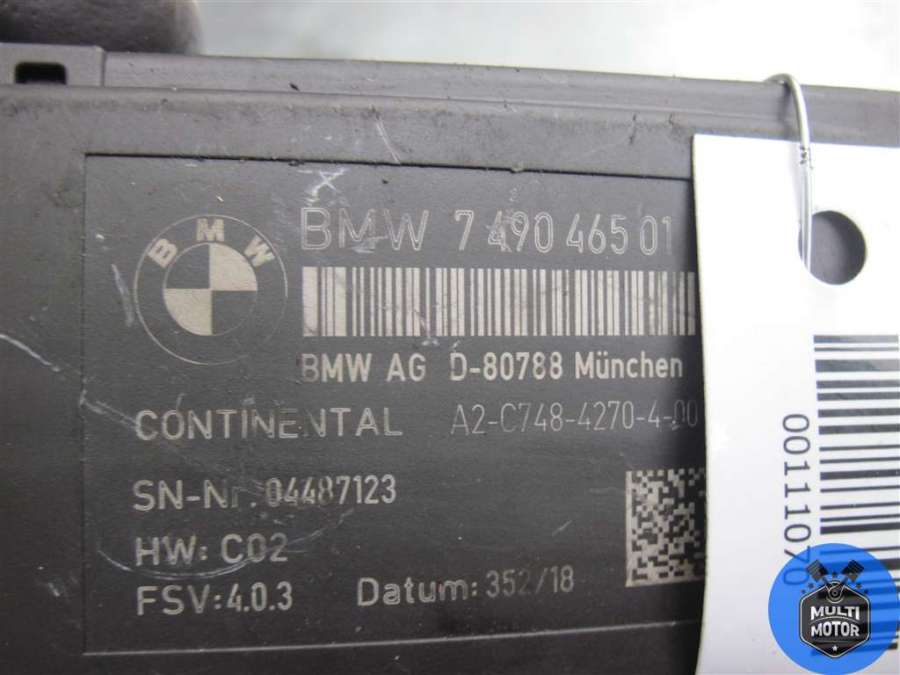 BMW
BMW 7 490 465 01
BMW AG D-80788 München
CONTINENTAL A2-C748-4270-4-00
SN-Nr.04487123
HW: C02
FSV:4.0.3 Datum: 352/18
00111070
MULTI
MOTOR